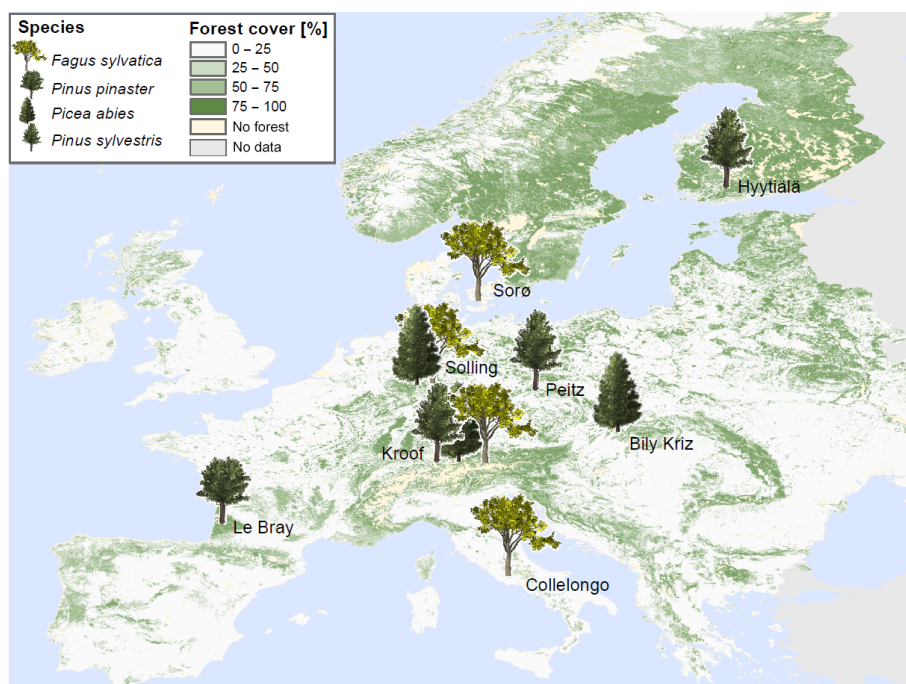 Species
Fagus sylvatica
Pinus pinaster
Picea abies
Pinus sylvestris
Forest cover [%]
0 – 25
25 – 50
50 – 75
75 – 100
No forest
No data
Hyytiälä
Sorø
Solling
Peitz
Bily Kriz
Kroof
Le Bray
Collelongo